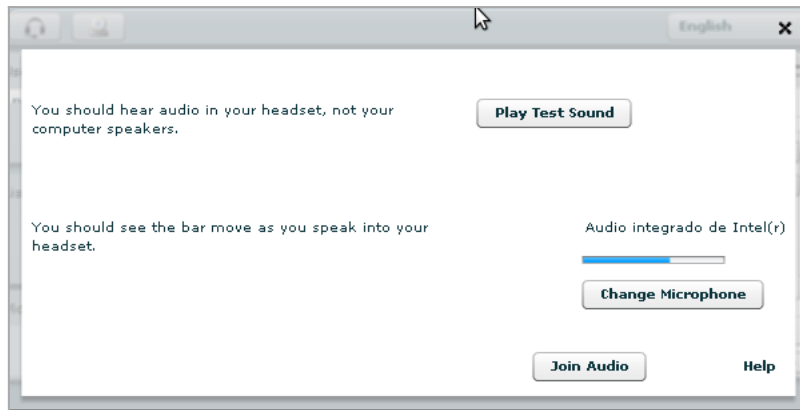 English
You should hear audio in your headset, not your
computer speakers.
Play Test Sound
You should see the bar move as you speak into your
headset.
Audio integrado de Intel(r)
Change Microphone
Join Audio
Help